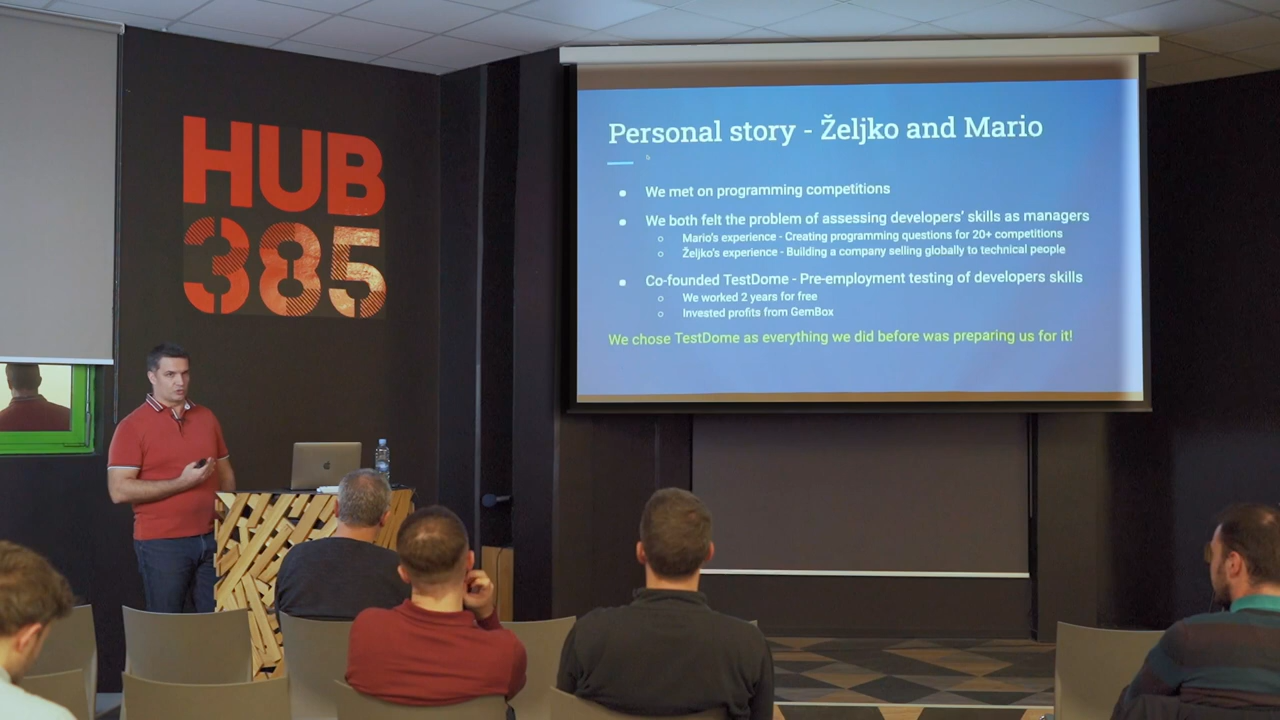 HUB
385
Personal story - Željko and Mario
We met on programming competitions
We both felt the problem of assessing developers' skills as managers
Mario's experience - Creating programming questions for 20+ competitions
Željko's experience - Building a company selling globally to technical people
Co-founded TestDome - Pre-employment testing of developers skills
We worked 2 years for free
Invested profits from GemBox
We chose TestDome as everything we did before was preparing us for it!